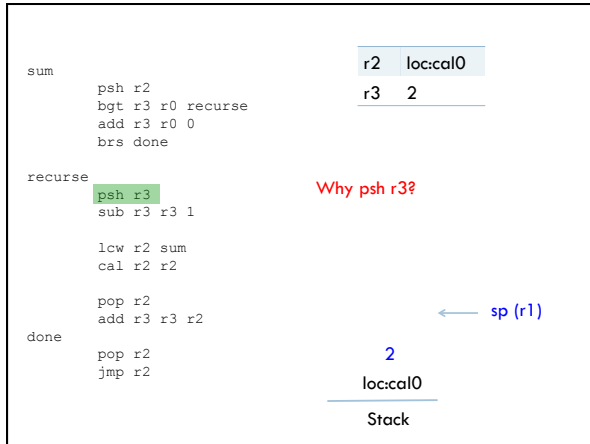 sum
psh r2
bgt r3 r0 recurse
add r3 r0 0
brs done
recurse
psh r3
sub r3 r3 1
lcw r2 sum
cal r2 r2
pop r2
add r3 r3 r2
done
pop r2
jmp r2
r2 loc:cal0
r3 2
Why psh r3?
sp (r1)
2
loc:cal0
Stack